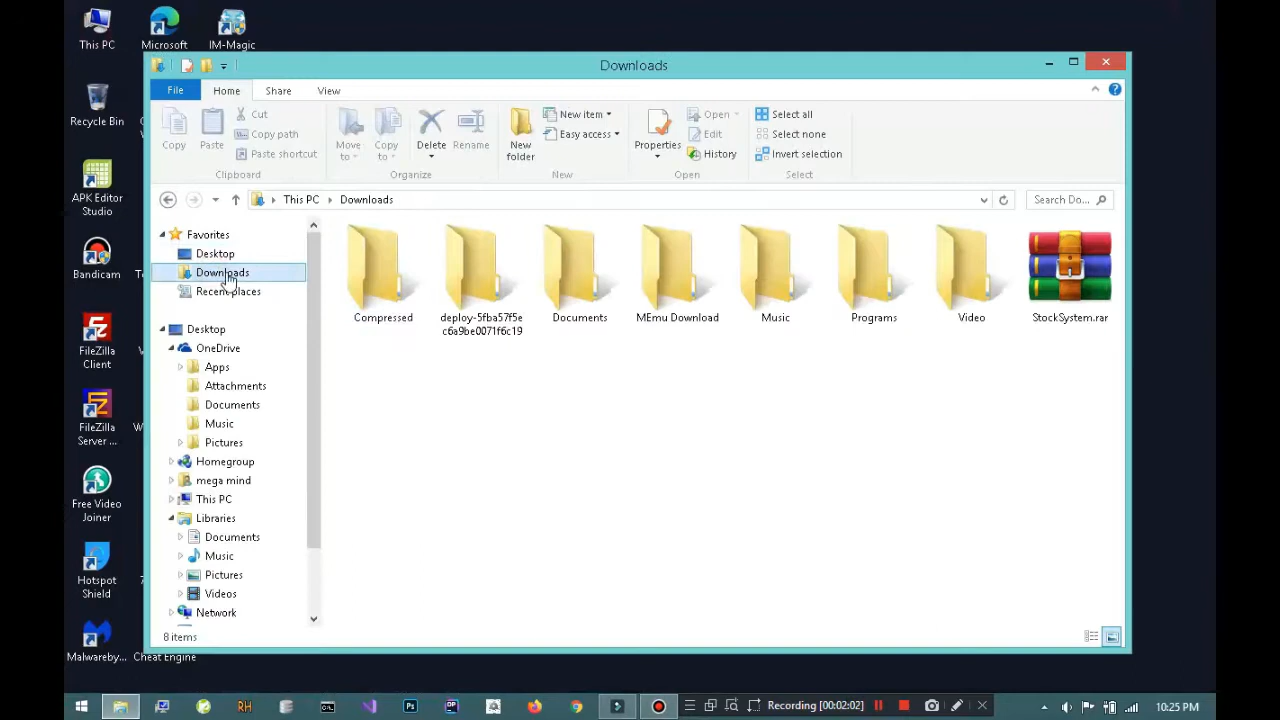 This PC
Microsoft
IM-Magic
Recycle Bin
APK Editor
Studio
Bandicam
FileZilla
Client
FileZilla
Server ...
Free Video
Joiner
Hotspot
Shield
Malwareby...
Cheat Engine
Downloads
File
Home
Share
View
Copy
Paste
Cut
Copy path
Paste shortcut
Clipboard
Move
to
Copy
to
Delete
Rename
Organize
New
folder
New item
Easy access
New
Properties
Open
Edit
History
Open
Select all
Select none
Invert selection
Select
This PC
Downloads
Search Do...
Favorites
Desktop
Downloads
Recent places
Desktop
OneDrive
Apps
Attachments
Documents
Music
Pictures
Homegroup
mega mind
This PC
Libraries
Documents
Music
Pictures
Videos
Network
Compressed
deploy-5fba57f5e
c6a9be0071f6c19
Documents
MEmu Download
Music
Programs
Video
StockSystem.rar
8 items
Recording [00:02:02]
10:25 PM